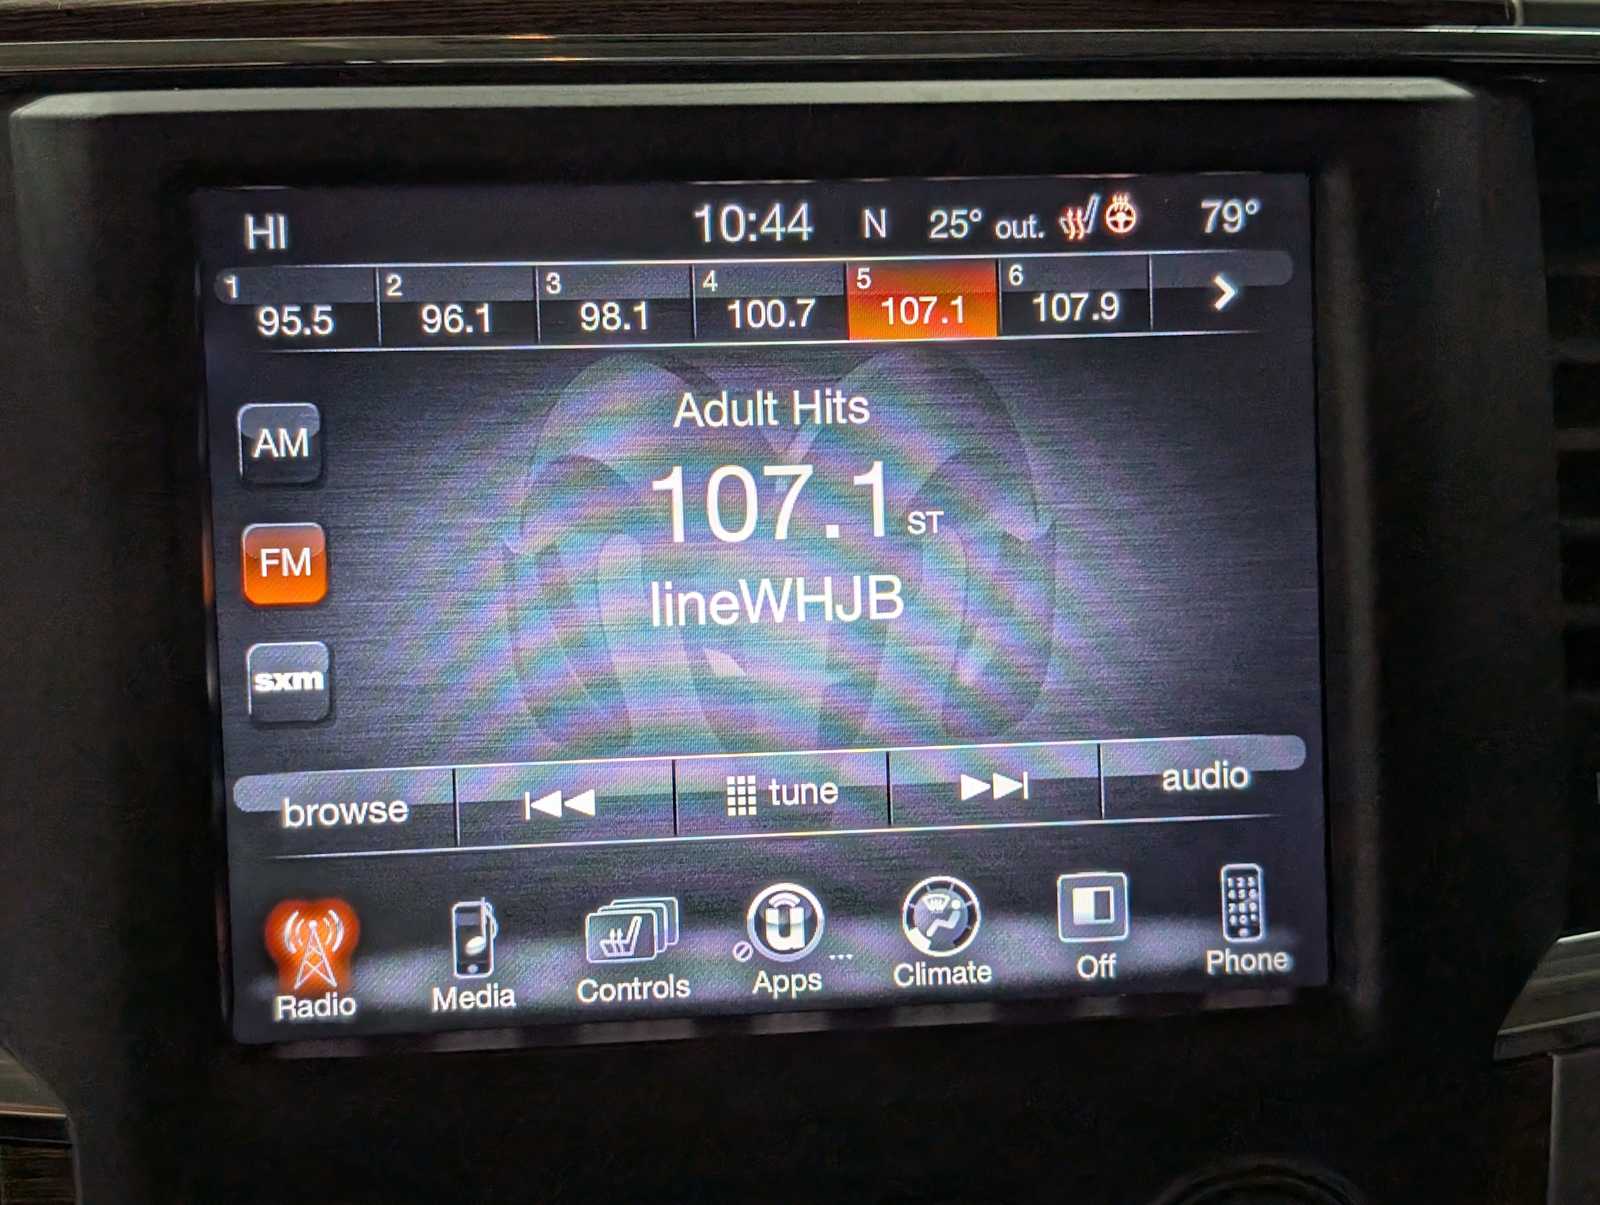 HI 10:44 N 25° out. 79°
1 2 3 4 5 6
95.5 96.1 98.1 100.7 107.1 107.9
Adult Hits
AM
107.1 ST
FM
lineWHJB
sxm
browse tune audio
Radio Media Controls Apps ... Climate Off Phone